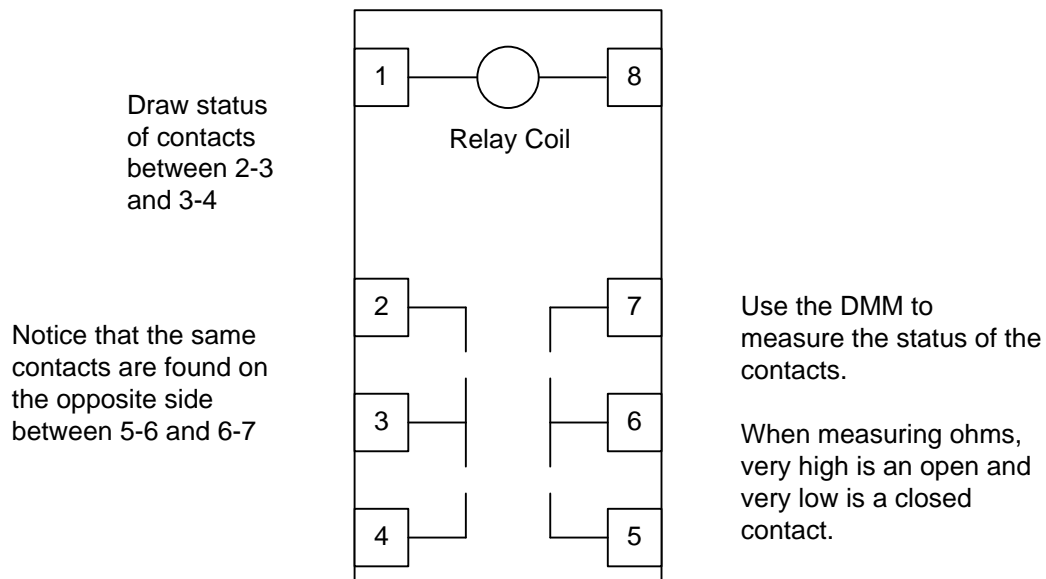 1
8
Relay Coil
Draw status
of contacts
between 2-3
and 3-4
2
7
3
6
4
5
Notice that the same
contacts are found on
the opposite side
between 5-6 and 6-7
Use the DMM to
measure the status of the
contacts.
When measuring ohms,
very high is an open and
very low is a closed
contact.